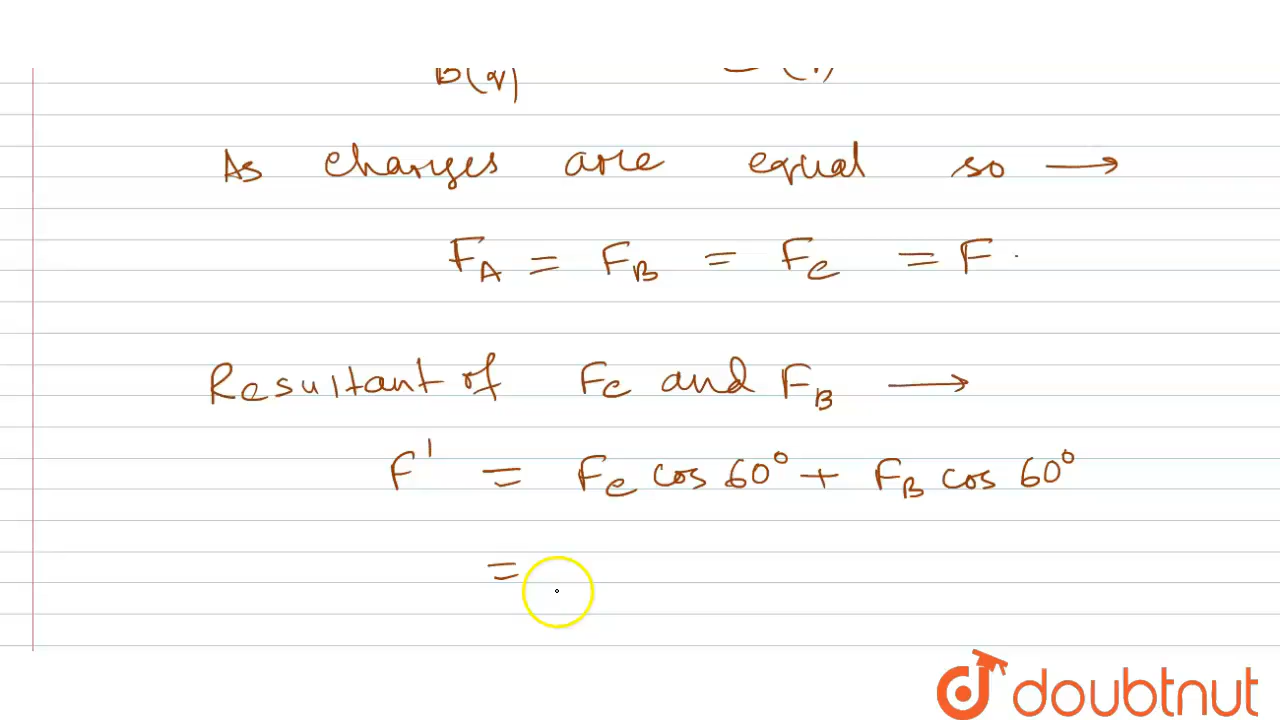 B(q)
As charges are equal so →
F_A = F_B = F_C = F.
Resultant of F_C and F_B →
F' = F_C cos 60° + F_B cos 60°
=
doubtnut